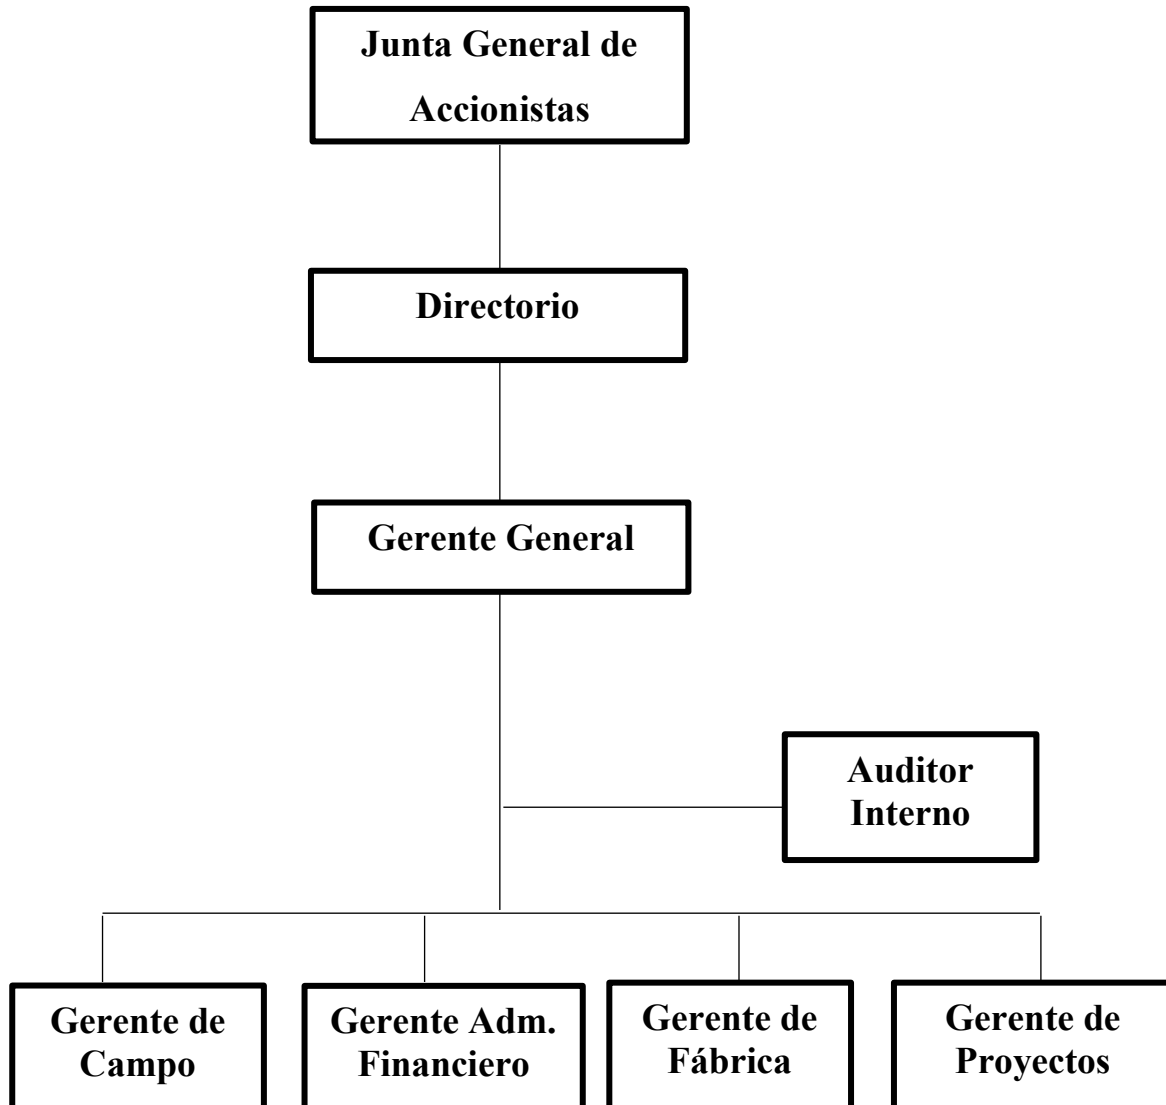 Junta General de
Accionistas
Directorio
Gerente General
Auditor
Interno
Gerente de
Campo
Gerente Adm.
Financiero
Gerente de
Fábrica
Gerente de
Proyectos